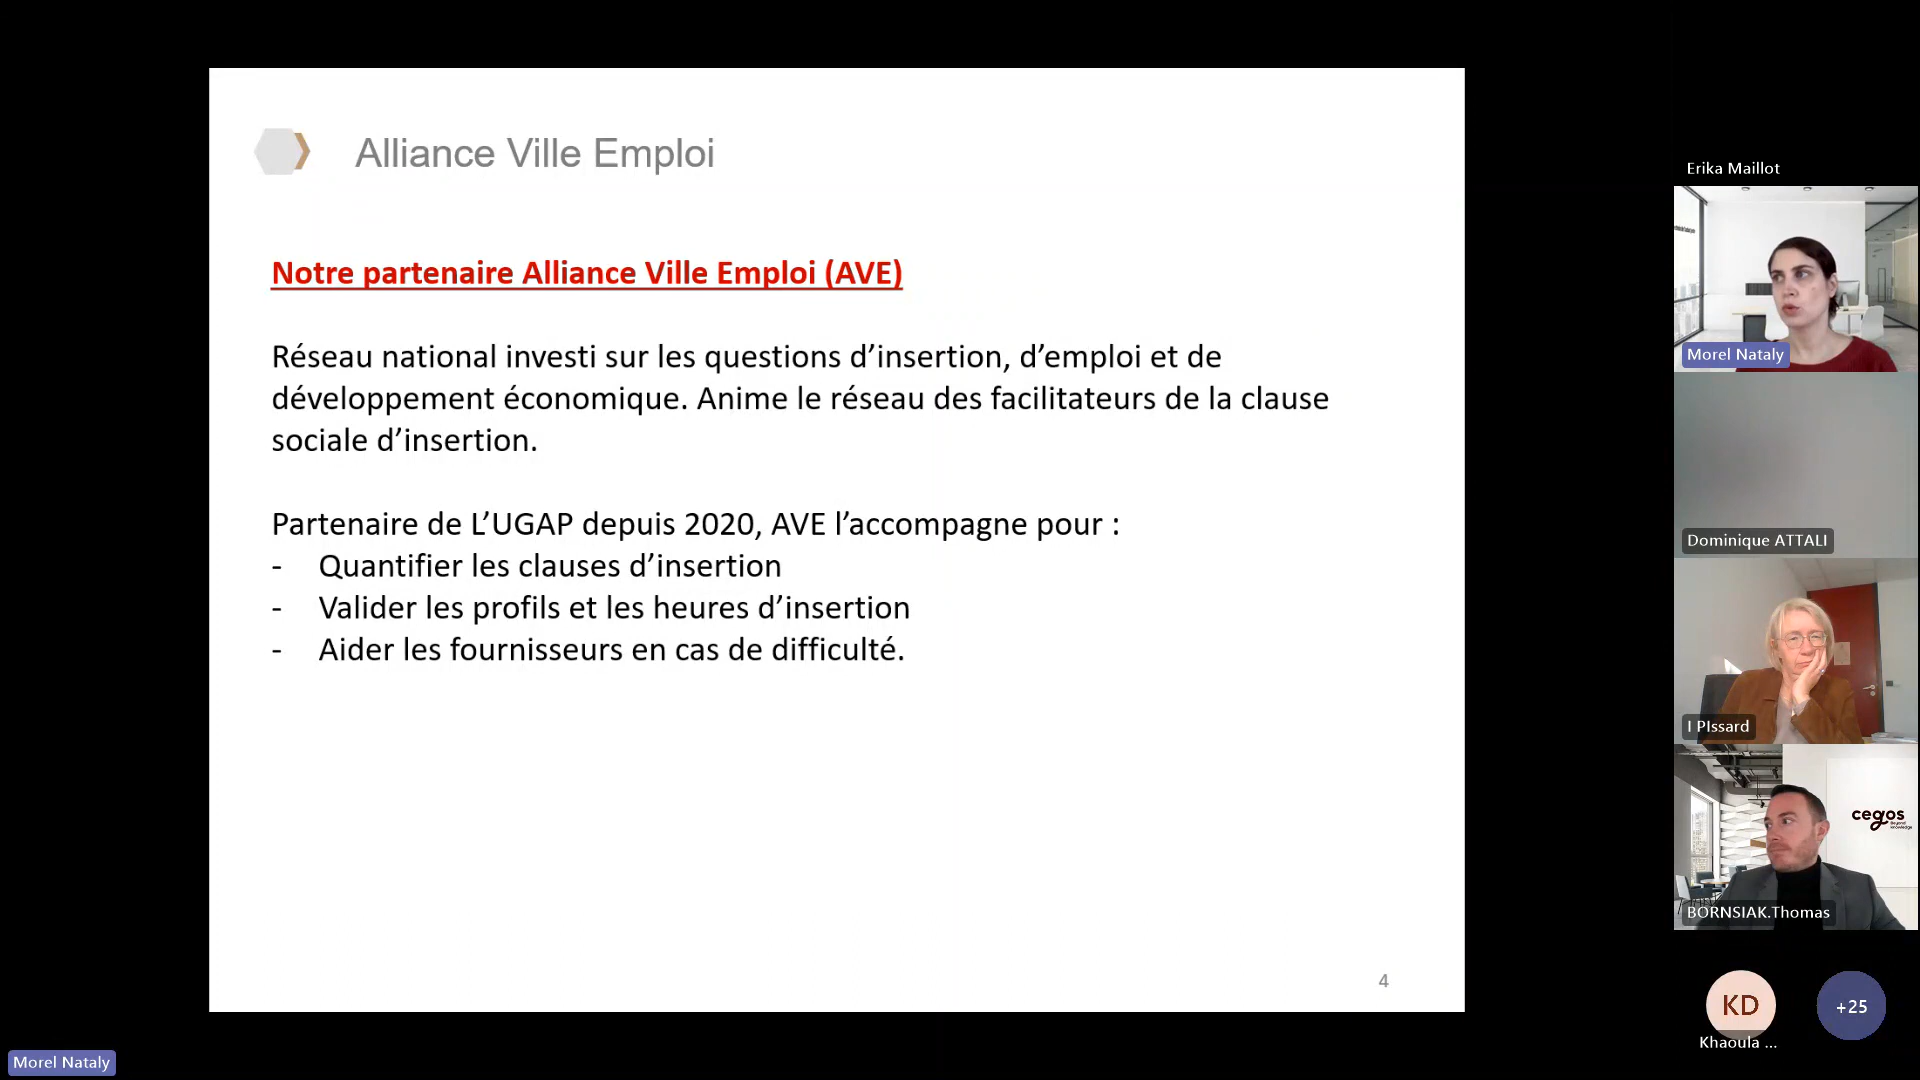 Alliance Ville Emploi
Notre partenaire Alliance Ville Emploi (AVE)
Réseau national investi sur les questions d’insertion, d’emploi et de
développement économique. Anime le réseau des facilitateurs de la clause
sociale d’insertion.
Partenaire de L’UGAP depuis 2020, AVE l’accompagne pour :
- Quantifier les clauses d’insertion
- Valider les profils et les heures d’insertion
- Aider les fournisseurs en cas de difficulté.
4
Erika Maillot
Morel Nataly
Dominique ATTALI
I PIssard
cegos
BORNSIAK.Thomas
KD
+25
Khaoula ...
Morel Nataly